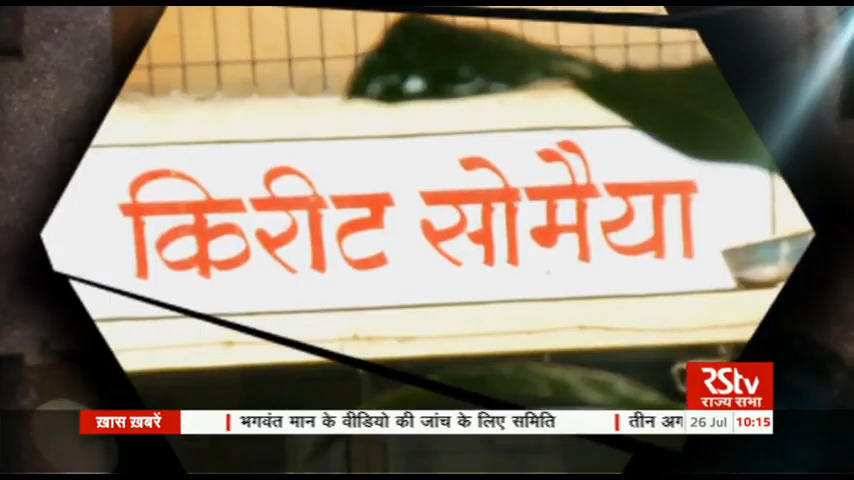 किरीट सोमैया
RStv
राज्य सभा
ख़ास ख़बरें
भगवंत मान के वीडियो की जांच के लिए समिति
तीन
26 Jul
10:15